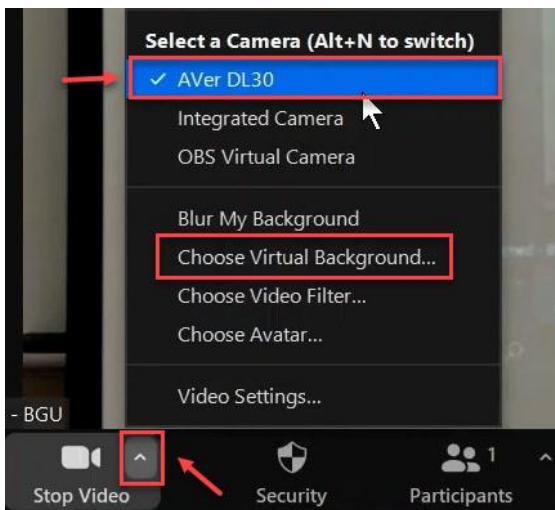 Select a Camera (Alt+N to switch)
✓ AVer DL30
Integrated Camera
OBS Virtual Camera
Blur My Background
Choose Virtual Background...
Choose Video Filter...
Choose Avatar...
Video Settings...
- BGU
1
Stop Video Security Participants